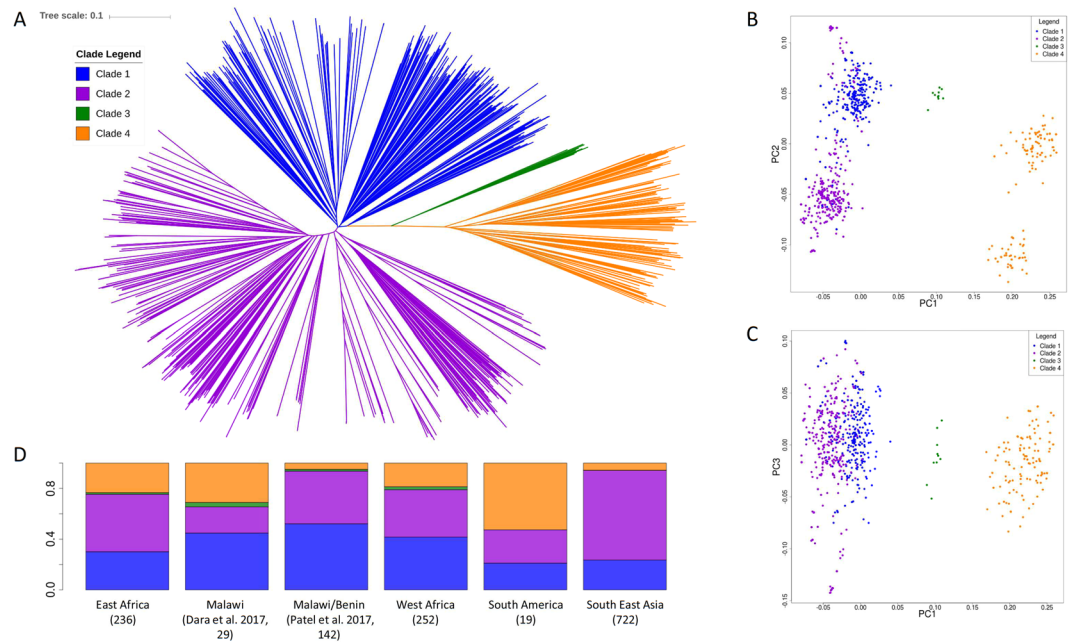 A
Tree scale: 0.1
Clade Legend
Clade 1
Clade 2
Clade 3
Clade 4
B
Legend
Clade 1
Clade 2
Clade 3
Clade 4
0.10
0.05
0.00
-0.05
-0.10
PC2
-0.05
0.00
0.05
0.10
0.15
0.20
0.25
PC1
C
Legend
Clade 1
Clade 2
Clade 3
Clade 4
0.10
0.05
0.00
-0.05
-0.10
-0.15
PC3
-0.05
0.00
0.05
0.10
0.15
0.20
0.25
PC1
D
0.8
0.4
0.0
East Africa
(236)
Malawi
(Dara et al. 2017,
29)
Malawi/Benin
(Patel et al. 2017,
142)
West Africa
(252)
South America
(19)
South East Asia
(722)